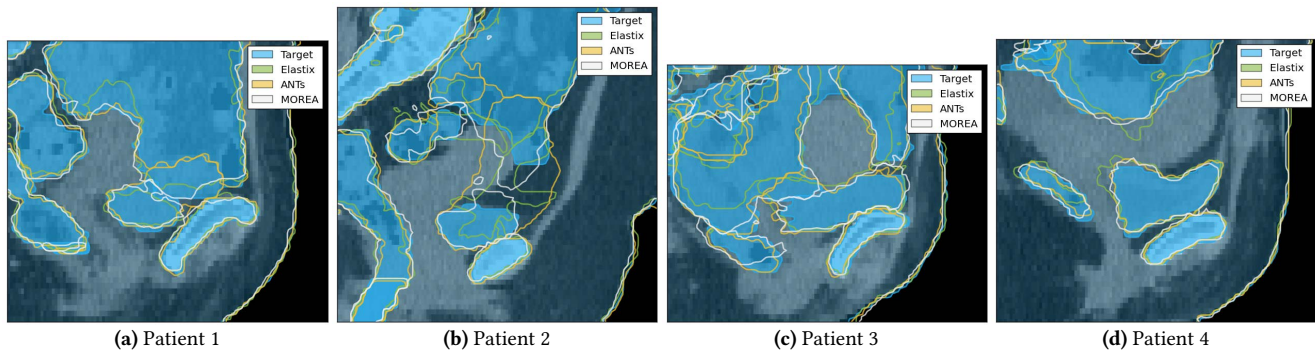 Target
Elastix
ANTs
MOREA
Target
Elastix
ANTs
MOREA
Target
Elastix
ANTs
MOREA
Target
Elastix
ANTs
MOREA
(a) Patient 1
(b) Patient 2
(c) Patient 3
(d) Patient 4